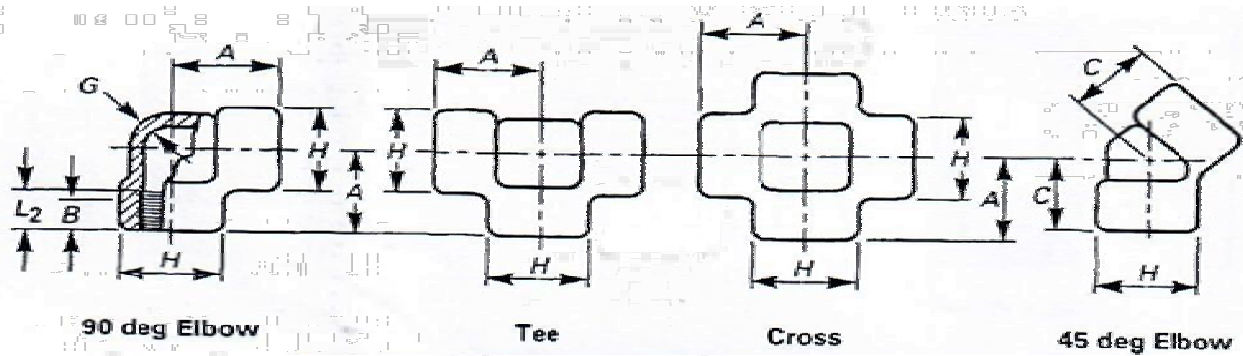 A A A C
G
H H A H A C
L2 B
H H H H
90 deg Elbow Tee Cross 45 deg Elbow